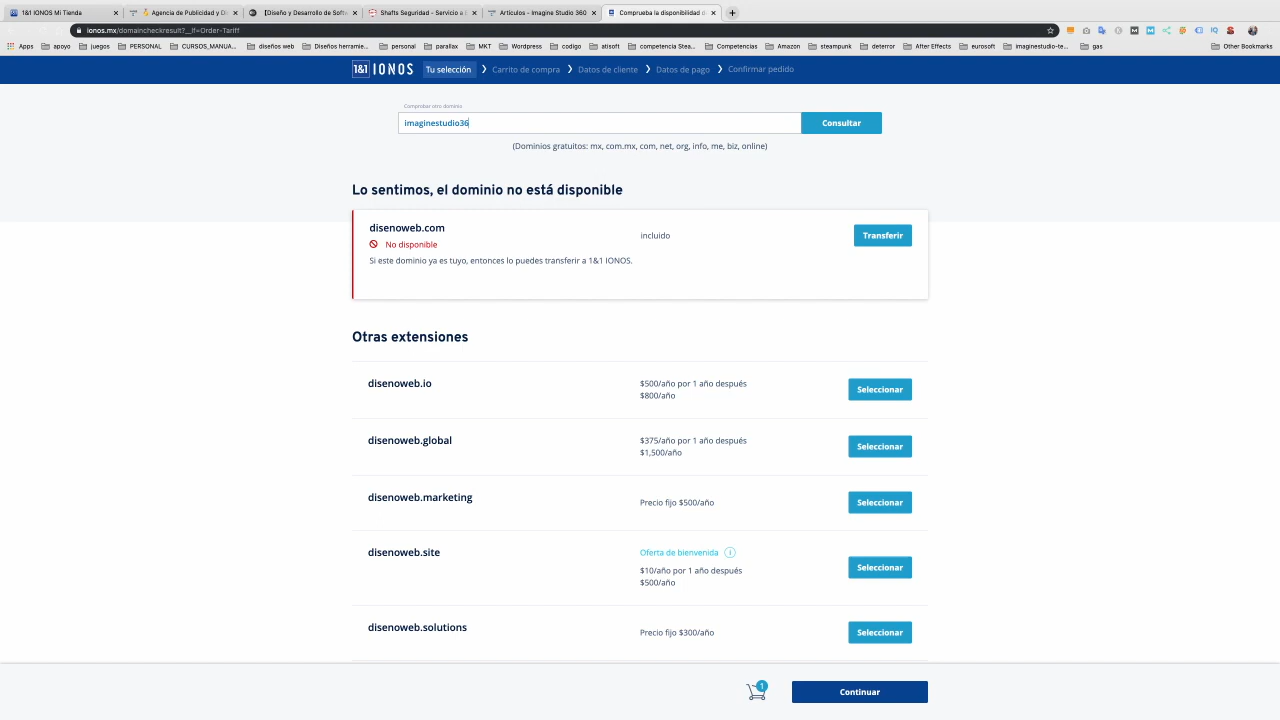 1&1 IONOS Mi Tienda
Agencia de Publicidad y Di
[Diseño y Desarrollo de Softw
Shafts Seguridad - Servicio a
Artículos - Imagine Studio 360
Comprueba la disponibilidad d
ionos.mx/domaincheckresult?__lf=Order-Tariff
Apps
apoyo
juegos
PERSONAL
CURSOS_MANUA...
diseños web
Diseños herramie...
personal
parallax
MKT
Wordpress
codigo
atisoft
competencia Stea...
Competencias
Amazon
steampunk
deterror
After Effects
eurosoft
imaginestudio-te...
gas
Other Bookmarks
1&1 IONOS
Tu selección
Carrito de compra
Datos de cliente
Datos de pago
Confirmar pedido
Comprobar otro dominio
imaginestudio36
Consultar
(Dominios gratuitos: mx, com.mx, com, net, org, info, me, biz, online)
Lo sentimos, el dominio no está disponible
disenoweb.com
incluido
Transferir
No disponible
Si este dominio ya es tuyo, entonces lo puedes transferir a 1&1 IONOS.
Otras extensiones
disenoweb.io
$500/año por 1 año después
$800/año
Seleccionar
disenoweb.global
$375/año por 1 año después
$1,500/año
Seleccionar
disenoweb.marketing
Precio fijo $500/año
Seleccionar
disenoweb.site
Oferta de bienvenida i
$10/año por 1 año después
$500/año
Seleccionar
disenoweb.solutions
Precio fijo $300/año
Seleccionar
1
Continuar